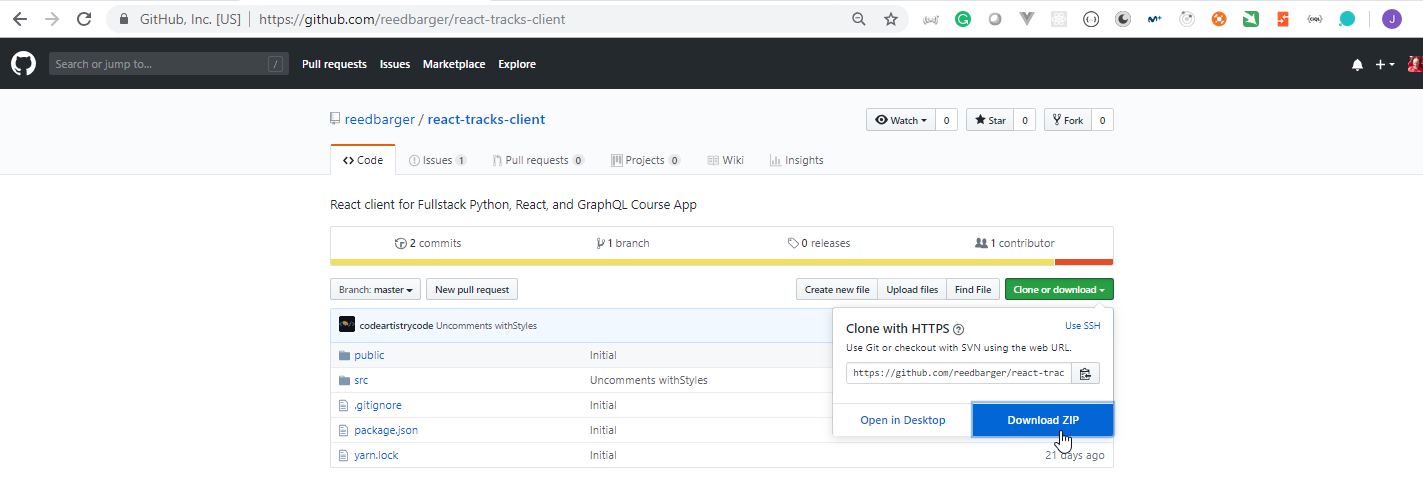 GitHub, Inc. [US] | https://github.com/reedbarger/react-tracks-client
J
Search or jump to... /
Pull requests Issues Marketplace Explore
reedbarger / react-tracks-client
Watch 0 Star 0 Fork 0
Code Issues 1 Pull requests 0 Projects 0 Wiki Insights
React client for Fullstack Python, React, and GraphQL Course App
2 commits 1 branch 0 releases 1 contributor
Branch: master New pull request Create new file Upload files Find File Clone or download
codeartistrycode Uncomments withStyles
Clone with HTTPS Use SSH
Use Git or checkout with SVN using the web URL.
https://github.com/reedbarger/react-trac
Open in Desktop Download ZIP
public Initial
src Uncomments withStyles
.gitignore Initial
package.json Initial
yarn.lock Initial 21 days ago